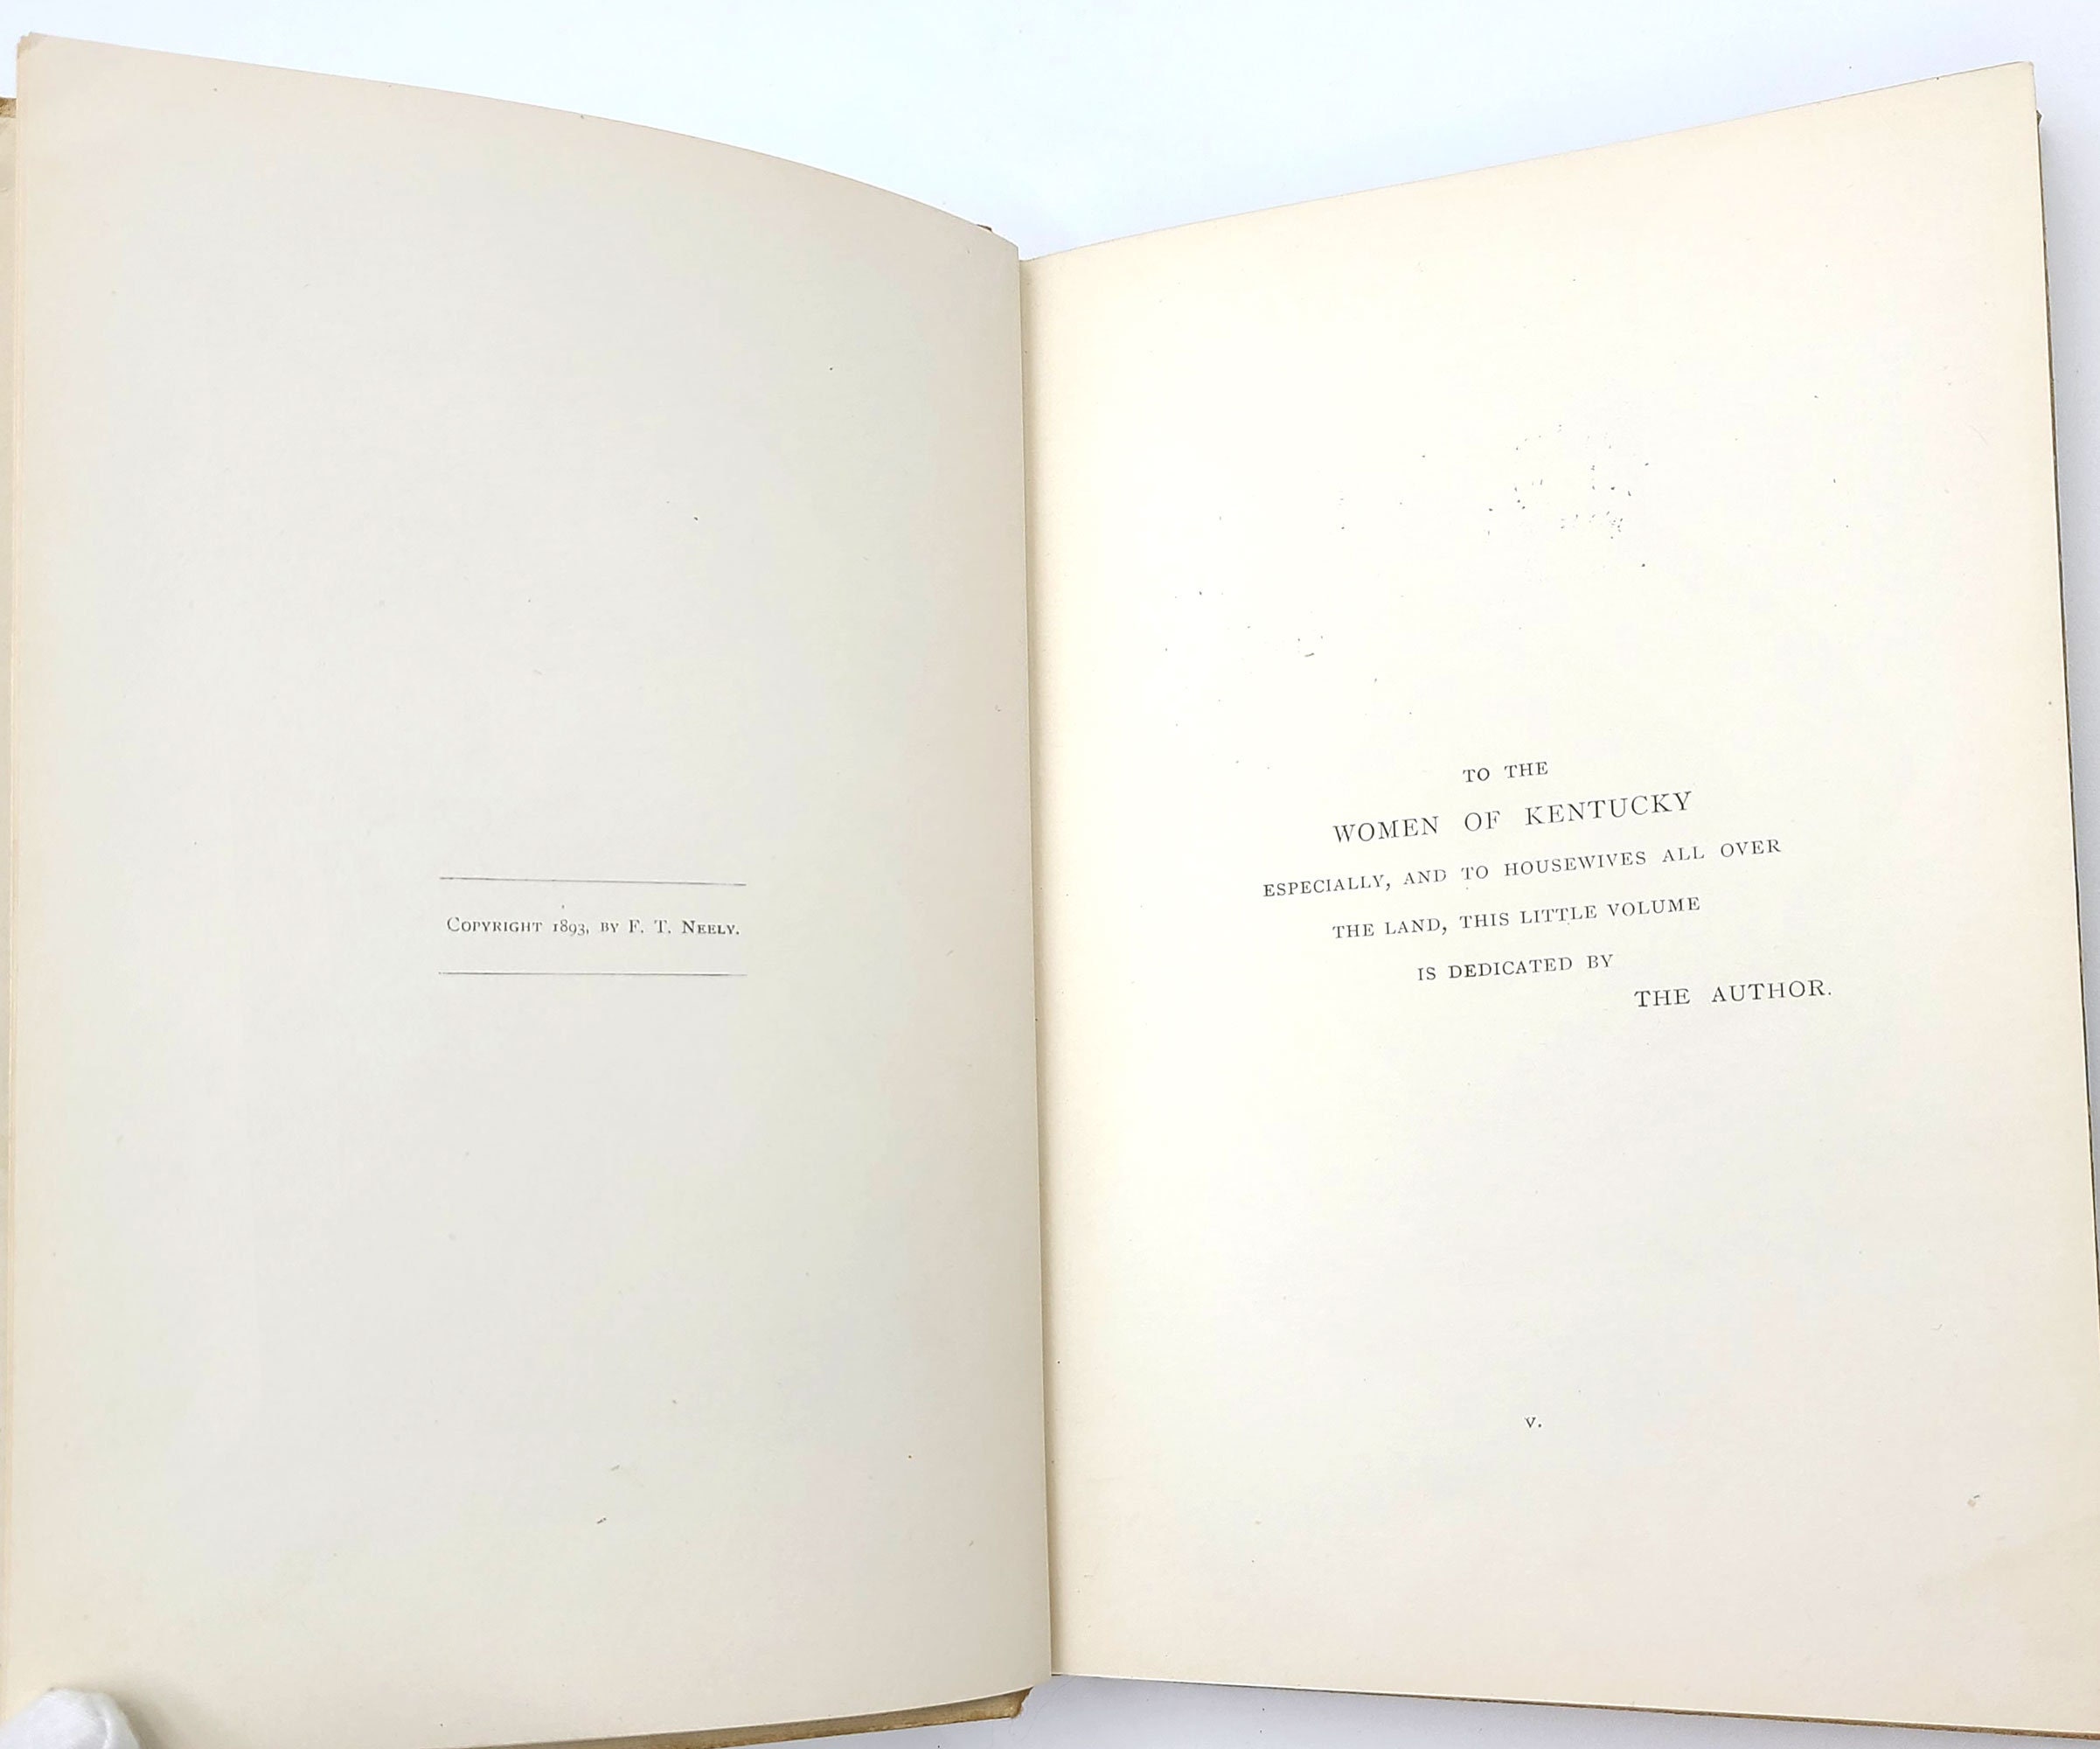 Copyright 1893, by F. T. Neely.
TO THE
WOMEN OF KENTUCKY
ESPECIALLY, AND TO HOUSEWIVES ALL OVER
THE LAND, THIS LITTLE VOLUME
IS DEDICATED BY
THE AUTHOR.
v.